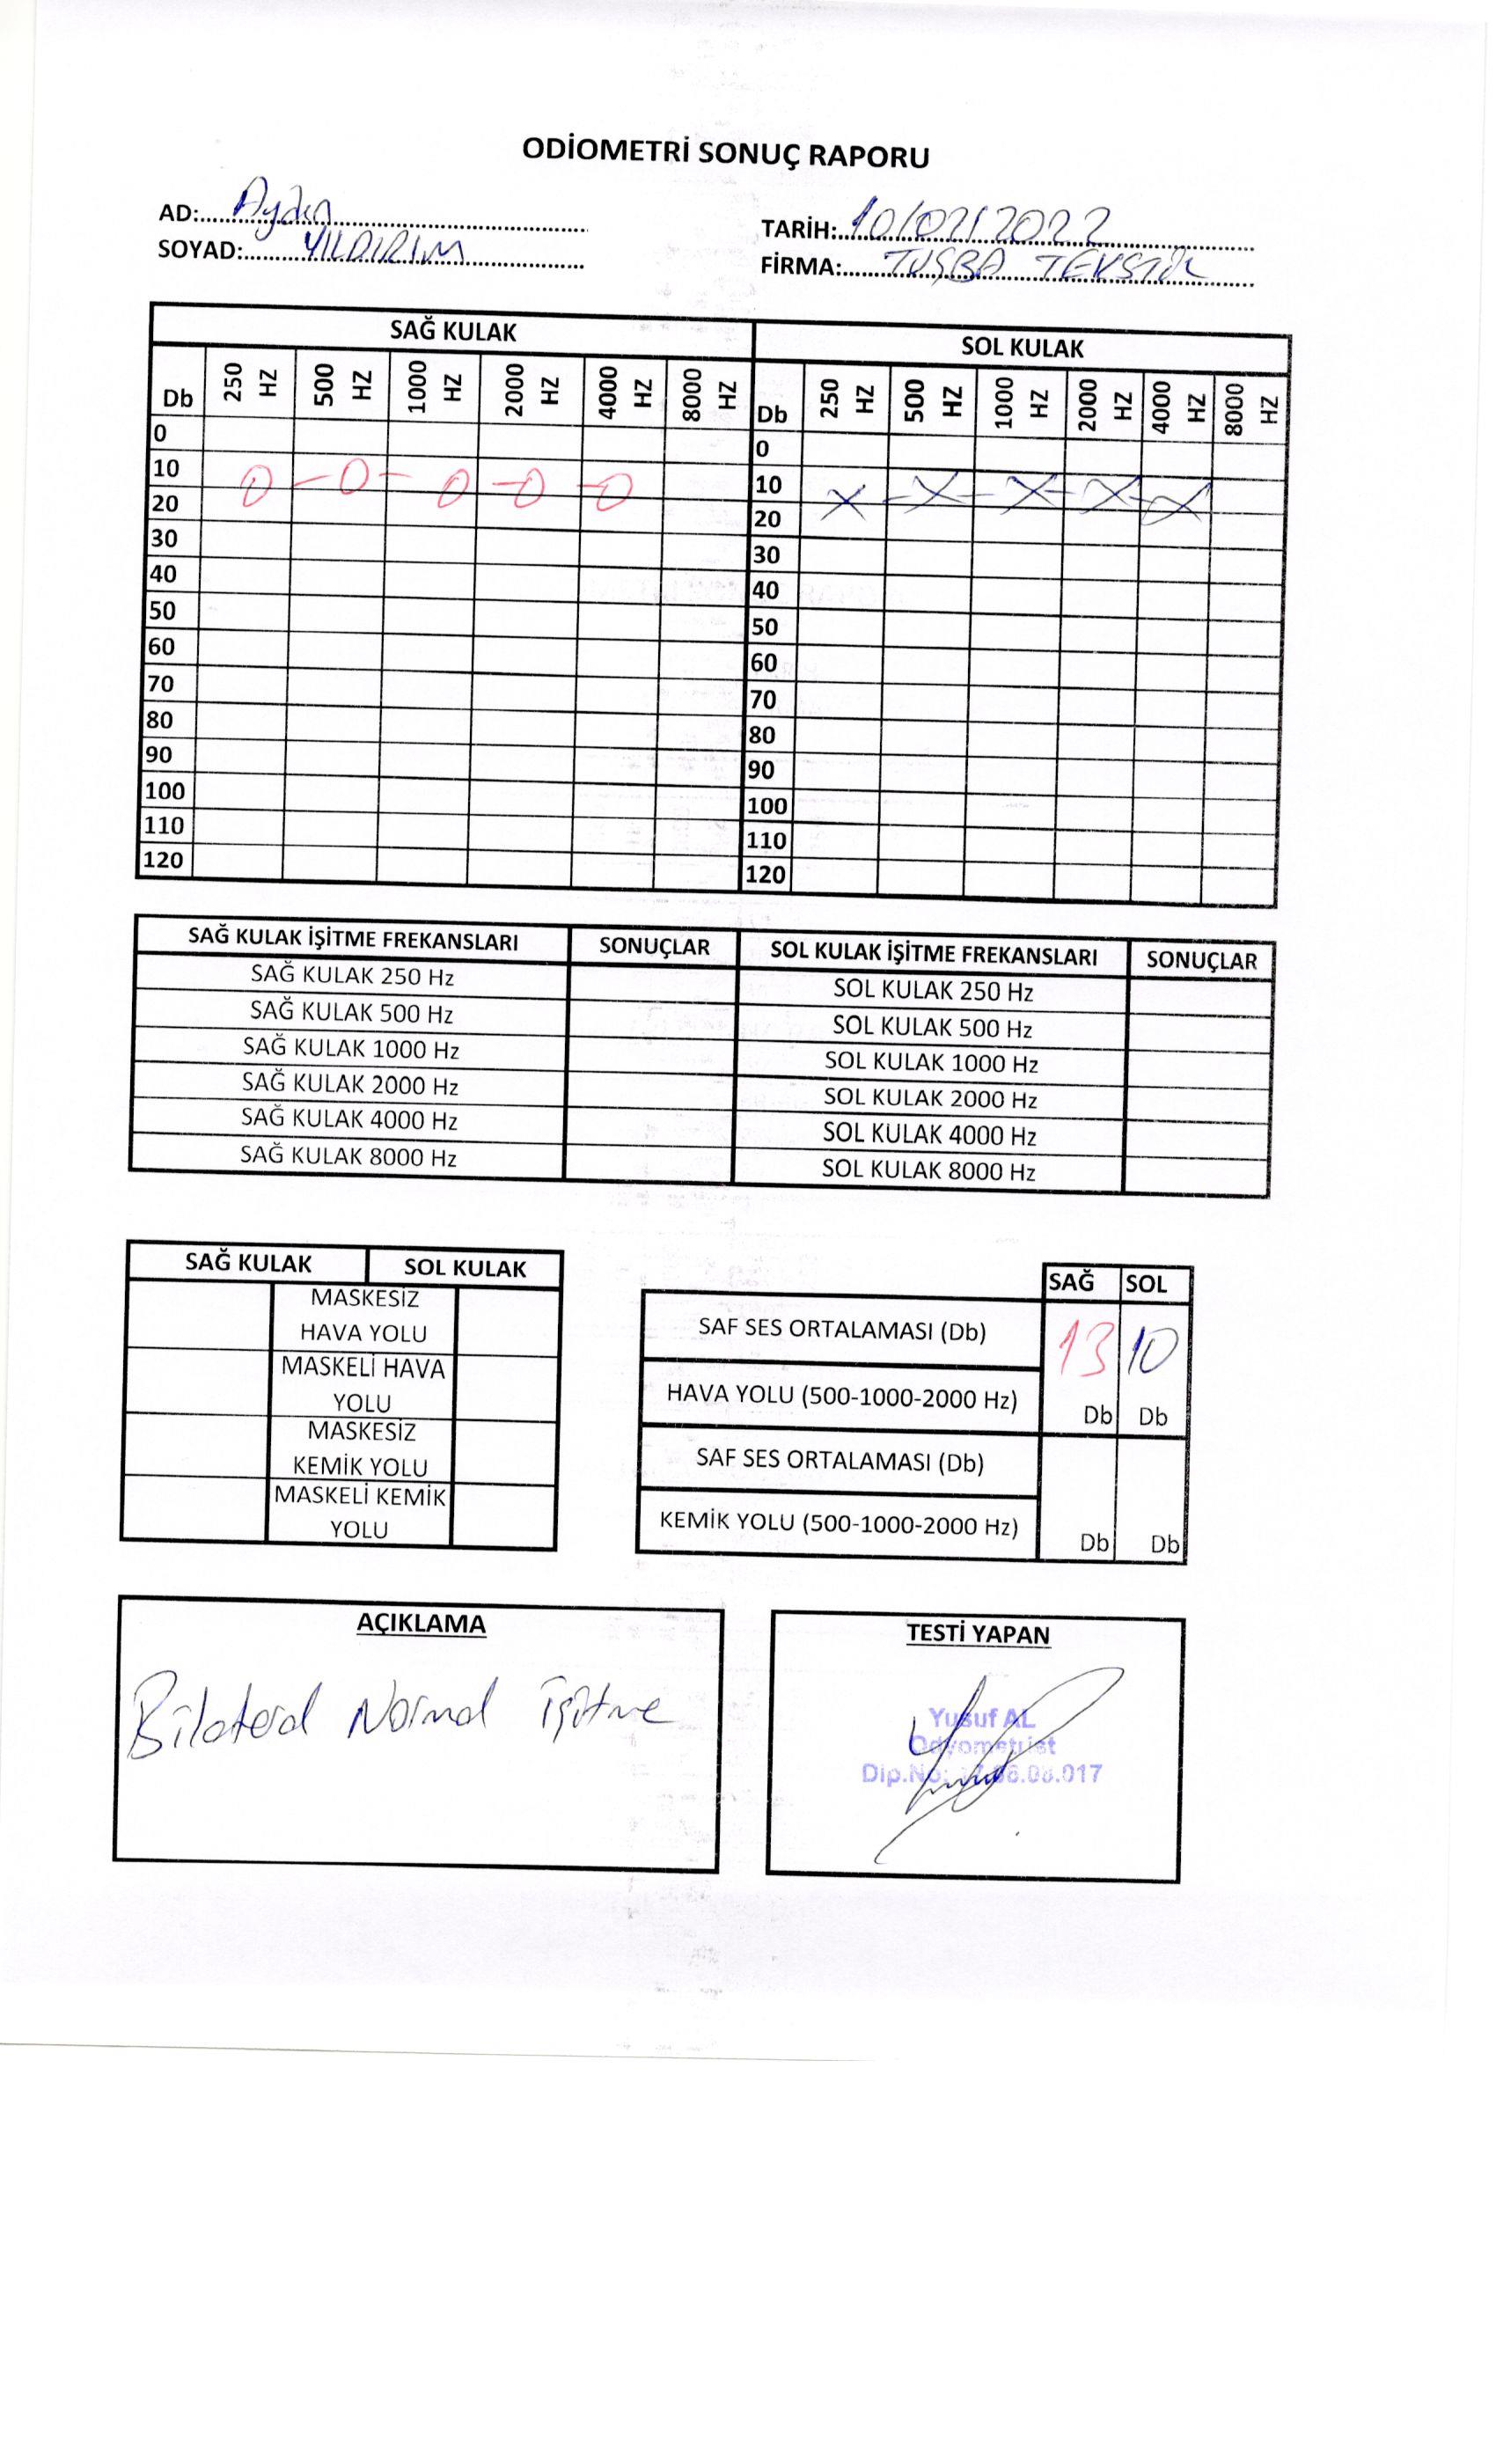 ODİOMETRİ SONUÇ RAPORU
AD: Aydın
SOYAD: YILDIRIM
TARİH: 10/02/2022
FİRMA: TUŞBA TEKSTİL
SAĞ KULAK SOL KULAK
Db 250 HZ 500 HZ 1000 HZ 2000 HZ 4000 HZ 8000 HZ Db 250 HZ 500 HZ 1000 HZ 2000 HZ 4000 HZ 8000 HZ
0 0
10 10
20 20
30 30
40 40
50 50
60 60
70 70
80 80
90 90
100 100
110 110
120 120
SAĞ KULAK İŞİTME FREKANSLARI SONUÇLAR SOL KULAK İŞİTME FREKANSLARI SONUÇLAR
SAĞ KULAK 250 Hz SOL KULAK 250 Hz
SAĞ KULAK 500 Hz SOL KULAK 500 Hz
SAĞ KULAK 1000 Hz SOL KULAK 1000 Hz
SAĞ KULAK 2000 Hz SOL KULAK 2000 Hz
SAĞ KULAK 4000 Hz SOL KULAK 4000 Hz
SAĞ KULAK 8000 Hz SOL KULAK 8000 Hz
SAĞ KULAK SOL KULAK
MASKESİZ
HAVA YOLU
MASKELİ HAVA
YOLU
MASKESİZ
KEMİK YOLU
MASKELİ KEMİK
YOLU
SAĞ SOL
SAF SES ORTALAMASI (Db) 13 10
HAVA YOLU (500-1000-2000 Hz) Db Db
SAF SES ORTALAMASI (Db)
KEMİK YOLU (500-1000-2000 Hz) Db Db
AÇIKLAMA
Bilateral Normal işitme
TESTİ YAPAN
Yusuf AL
Odyometrist
Dip.No: